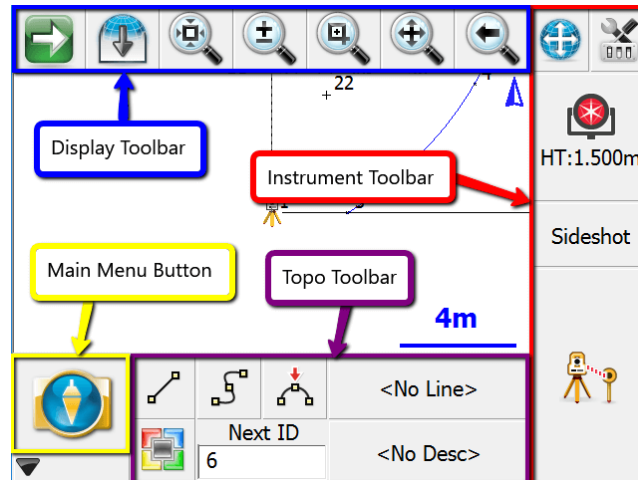 22
Display Toolbar
Instrument Toolbar
HT:1.500m
Sideshot
Main Menu Button
Topo Toolbar
4m
<No Line>
Next ID
6
<No Desc>